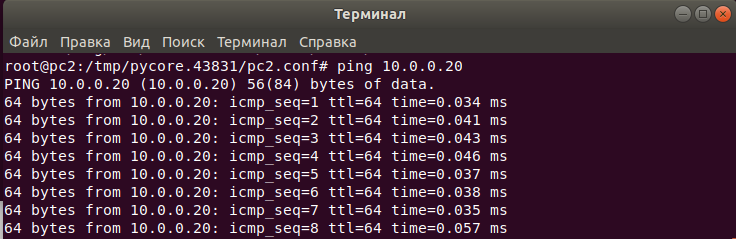 Терминал
Файл Правка Вид Поиск Терминал Справка
root@pc2:/tmp/pycore.43831/pc2.conf# ping 10.0.0.20
PING 10.0.0.20 (10.0.0.20) 56(84) bytes of data.
64 bytes from 10.0.0.20: icmp_seq=1 ttl=64 time=0.034 ms
64 bytes from 10.0.0.20: icmp_seq=2 ttl=64 time=0.041 ms
64 bytes from 10.0.0.20: icmp_seq=3 ttl=64 time=0.043 ms
64 bytes from 10.0.0.20: icmp_seq=4 ttl=64 time=0.046 ms
64 bytes from 10.0.0.20: icmp_seq=5 ttl=64 time=0.037 ms
64 bytes from 10.0.0.20: icmp_seq=6 ttl=64 time=0.038 ms
64 bytes from 10.0.0.20: icmp_seq=7 ttl=64 time=0.035 ms
64 bytes from 10.0.0.20: icmp_seq=8 ttl=64 time=0.057 ms